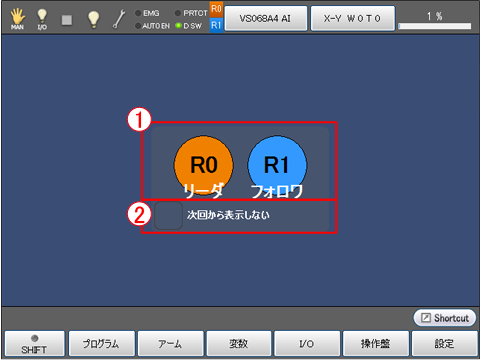 MAN
I/O
EMG
PRTCT
AUTO EN
D SW
R0
R1
VS068A4 AI
X-Y W0T0
1 %
①
R0
リーダ
R1
フォロワ
②
次回から表示しない
Shortcut
SHIFT
プログラム
アーム
変数
I/O
操作盤
設定